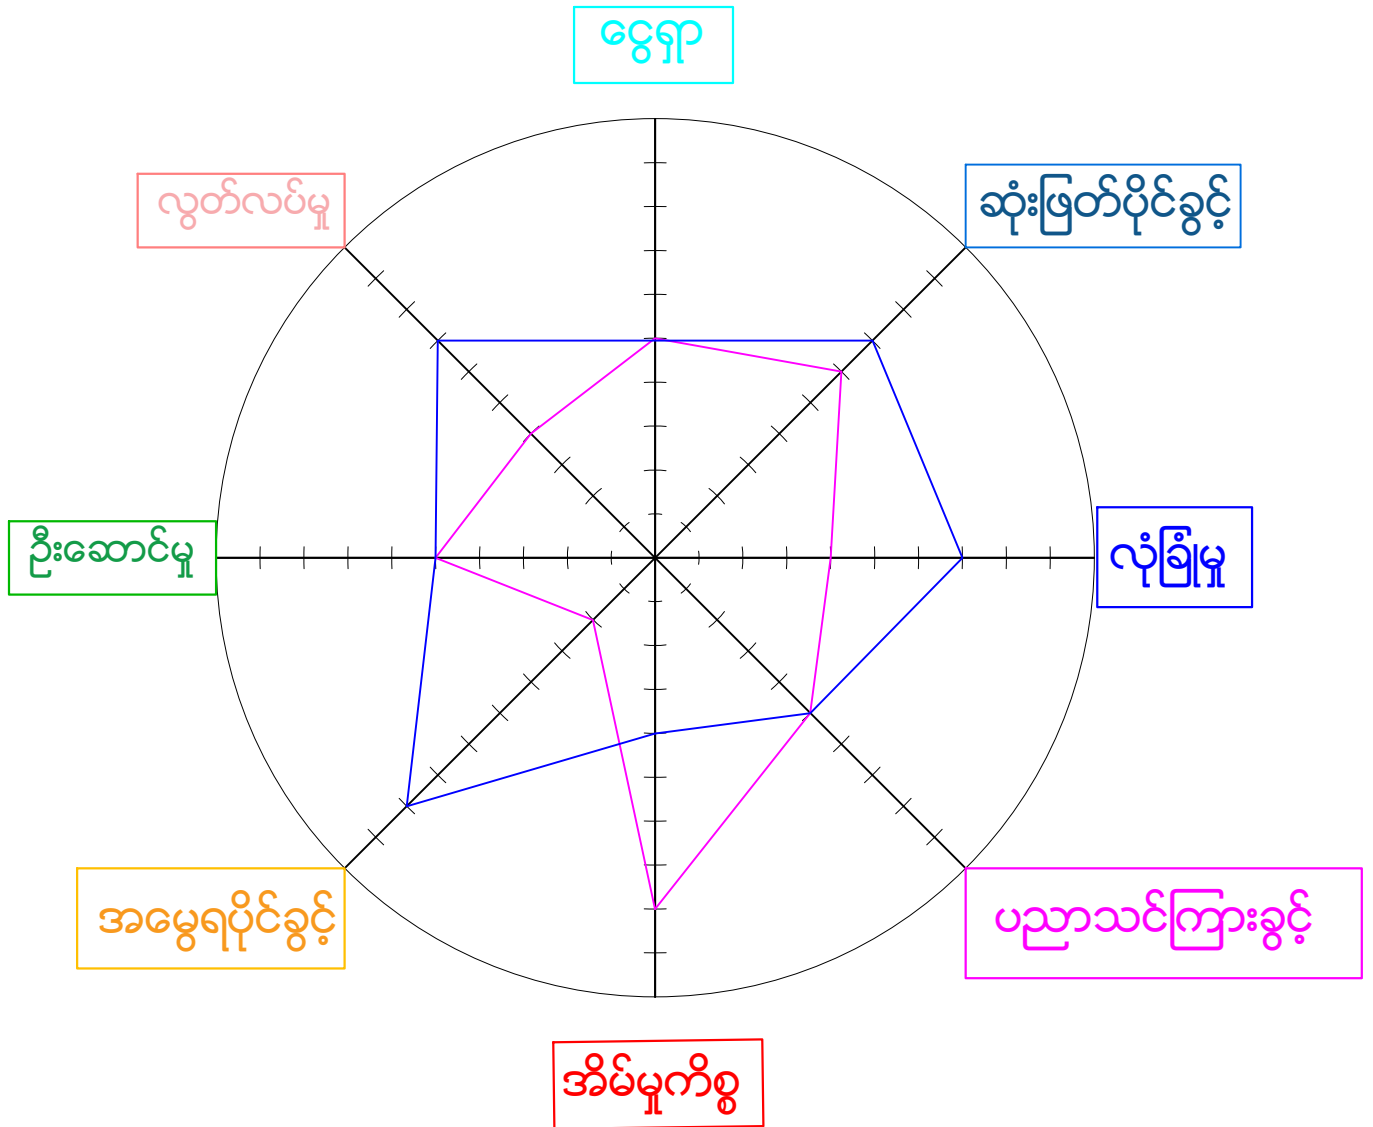 ငွေရှာ
လွတ်လပ်မှု
ဆုံးဖြတ်ပိုင်ခွင့်
ဦးဆောင်မှု
လုံခြုံမှု
အမွေရပိုင်ခွင့်
ပညာသင်ကြားခွင့်
အိမ်မှုကိစ္စ